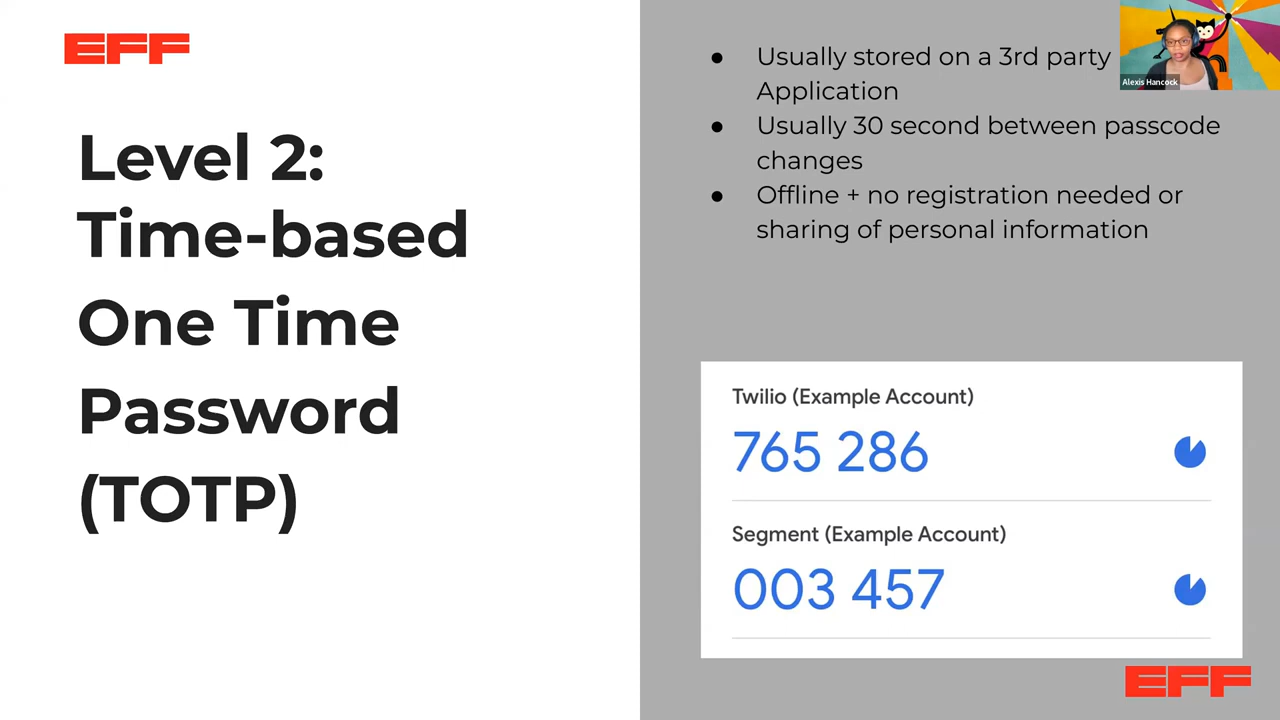 EFF
Level 2:
Time-based
One Time
Password
(TOTP)
● Usually stored on a 3rd party
Application
● Usually 30 second between passcode
changes
● Offline + no registration needed or
sharing of personal information
Alexis Hancock
Twilio (Example Account)
765 286
Segment (Example Account)
003 457
EFF